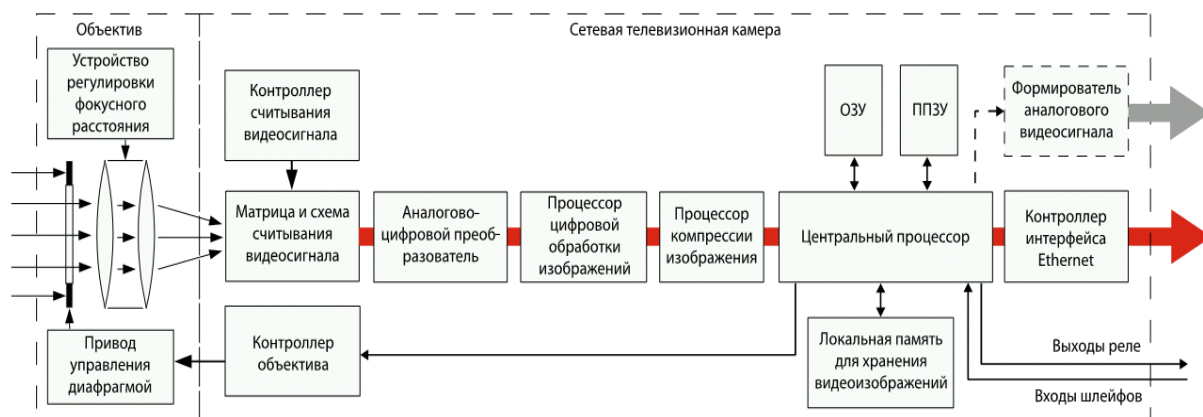 Объектив
Сетевая телевизионная камера
Устройство
регулировки
фокусного
расстояния
Контроллер
считывания
видеосигнала
ОЗУ
ППЗУ
Формирователь
аналогового
видеосигнала
Матрица и схема
считывания
видеосигнала
Аналогово-
цифровой преоб-
разователь
Процессор
цифровой
обработки
изображений
Процессор
компрессии
изображения
Центральный процессор
Контроллер
интерфейса
Ethernet
Привод
управления
диафрагмой
Контроллер
объектива
Локальная память
для хранения
видеоизображений
Выходы реле
Входы шлейфов